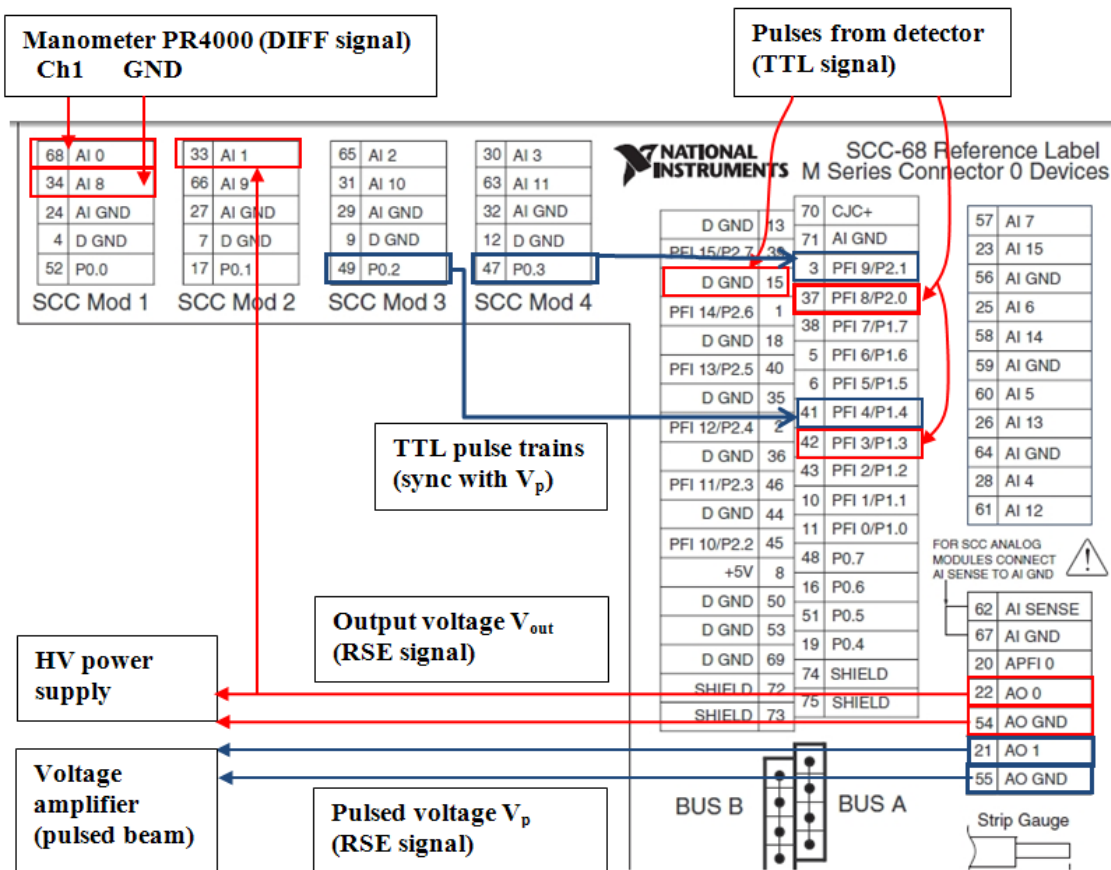 Manometer PR4000 (DIFF signal)
Ch1 GND
Pulses from detector
(TTL signal)
68 AI 0
34 AI 8
24 AI GND
4 D GND
52 P0.0
SCC Mod 1
33 AI 1
66 AI 9
27 AI GND
7 D GND
17 P0.1
SCC Mod 2
65 AI 2
31 AI 10
29 AI GND
9 D GND
49 P0.2
SCC Mod 3
30 AI 3
63 AI 11
32 AI GND
12 D GND
47 P0.3
SCC Mod 4
NATIONAL
INSTRUMENTS
SCC-68 Reference Label
M Series Connector 0 Devices
D GND 13
PFI 15/P2.7 39
D GND 15
PFI 14/P2.6 1
D GND 18
PFI 13/P2.5 40
D GND 35
PFI 12/P2.4 2
D GND 36
PFI 11/P2.3 46
D GND 44
PFI 10/P2.2 45
+5V 8
D GND 50
D GND 53
D GND 69
SHIELD 72
SHIELD 73
70 CJC+
71 AI GND
3 PFI 9/P2.1
37 PFI 8/P2.0
38 PFI 7/P1.7
5 PFI 6/P1.6
6 PFI 5/P1.5
41 PFI 4/P1.4
42 PFI 3/P1.3
43 PFI 2/P1.2
10 PFI 1/P1.1
11 PFI 0/P1.0
48 P0.7
16 P0.6
51 P0.5
19 P0.4
74 SHIELD
75 SHIELD
57 AI 7
23 AI 15
56 AI GND
25 AI 6
58 AI 14
59 AI GND
60 AI 5
26 AI 13
64 AI GND
28 AI 4
61 AI 12
FOR SCC ANALOG
MODULES CONNECT
AI SENSE TO AI GND
!
62 AI SENSE
67 AI GND
20 APFI 0
22 AO 0
54 AO GND
21 AO 1
55 AO GND
TTL pulse trains
(sync with Vp)
Output voltage Vout
(RSE signal)
HV power
supply
Voltage
amplifier
(pulsed beam)
Pulsed voltage Vp
(RSE signal)
BUS B
BUS A
Strip Gauge